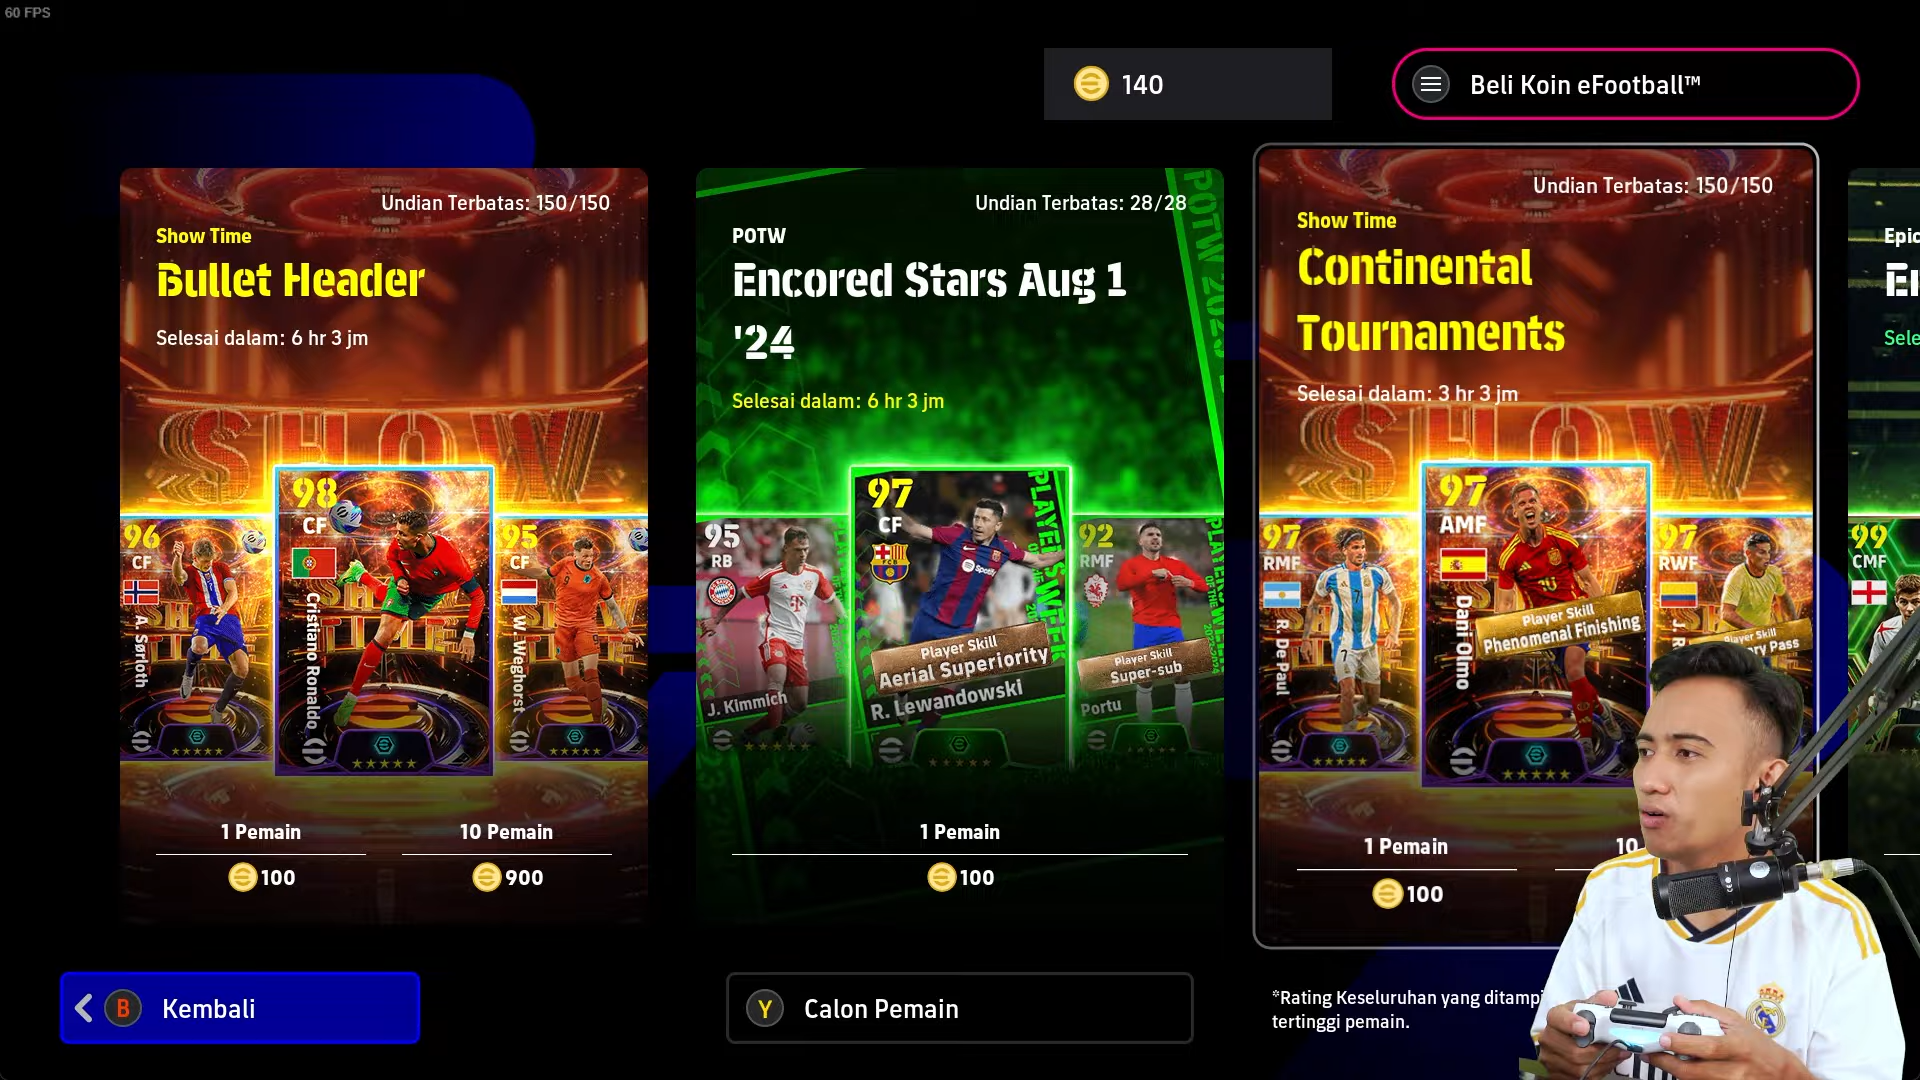 60 FPS
140
Beli Koin eFootball™
Undian Terbatas: 150/150
Show Time
Bullet Header
Selesai dalam: 6 hr 3 jm
SHOW
96
CF
A. Sørloth
98
CF
Cristiano Ronaldo
95
CF
W. Weghorst
1 Pemain
10 Pemain
100
900
Undian Terbatas: 28/28
POTW
Encored Stars Aug 1
'24
Selesai dalam: 6 hr 3 jm
95
RB
J. Kimmich
97
CF
Player Skill
Aerial Superiority
R. Lewandowski
92
RMF
Player Skill
Super-sub
Portu
1 Pemain
100
Undian Terbatas: 150/150
Show Time
Continental
Tournaments
Selesai dalam: 3 hr 3 jm
SHOW
97
RMF
R. De Paul
97
AMF
Dani Olmo
Player Skill
Phenomenal Finishing
97
RWF
Player Skill
Pass
1 Pemain
10
100
Epic
99
CMF
Kembali
Y Calon Pemain
*Rating Keseluruhan yang
tertinggi pemain.